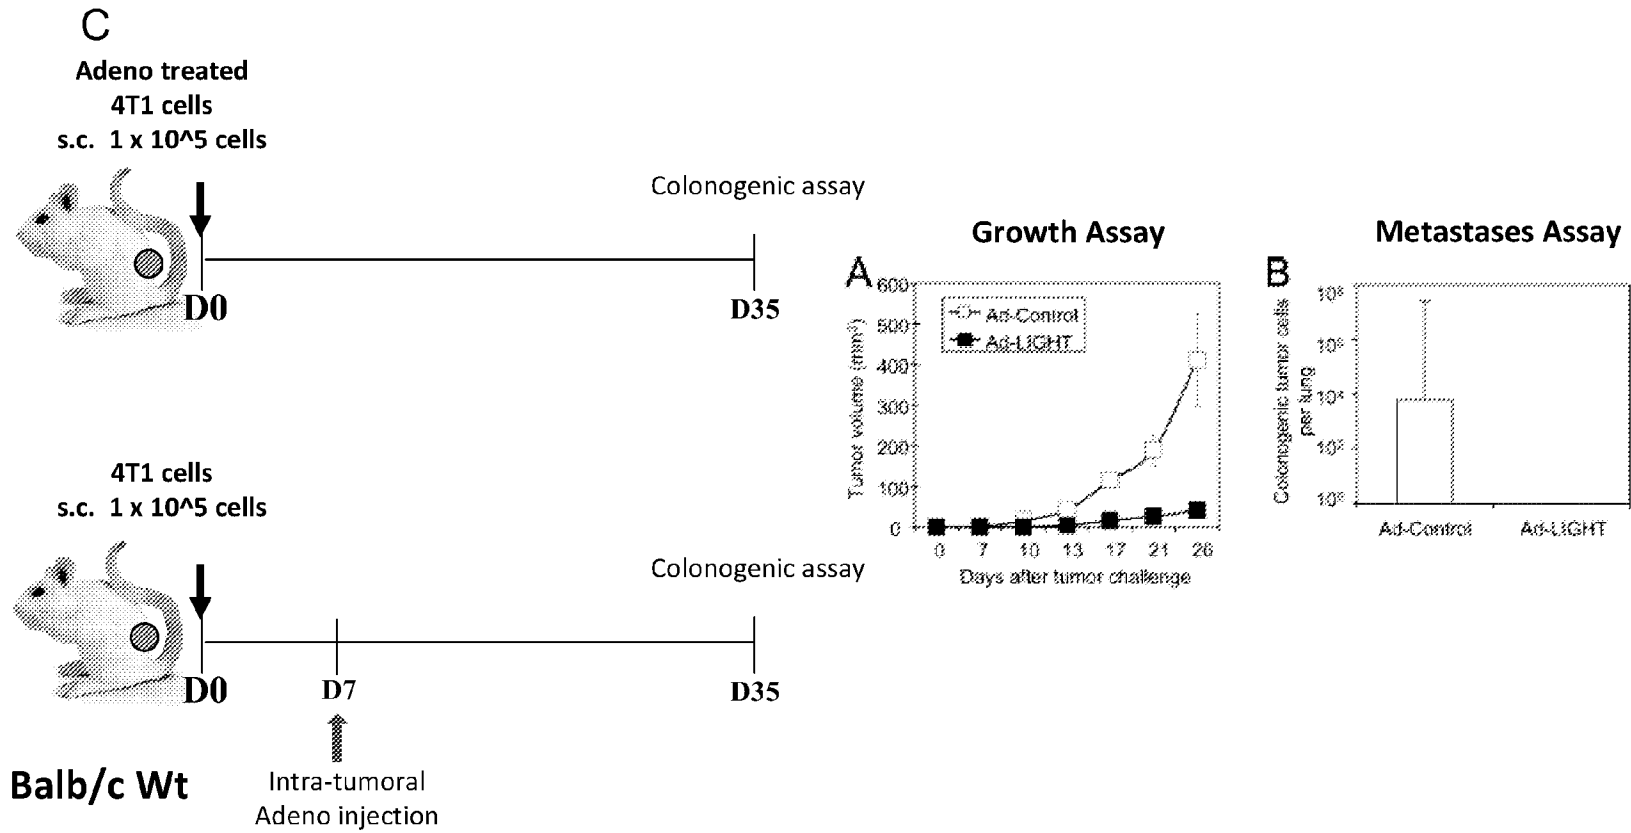 C
Adeno treated
4T1 cells
s.c. 1 x 10^5 cells
Colonogenic assay
D0
D35
4T1 cells
s.c. 1 x 10^5 cells
Colonogenic assay
D0
D7
D35
Balb/c Wt
Intra-tumoral
Adeno injection
Growth Assay
A
Tumor volume (mm³)
600
500
400
300
200
100
0
Ad-Control
Ad-LIGHT
0 7 10 13 17 21 26
Days after tumor challenge
Metastases Assay
B
Colonogenic tumor cells
per lung
Ad-Control
Ad-LIGHT